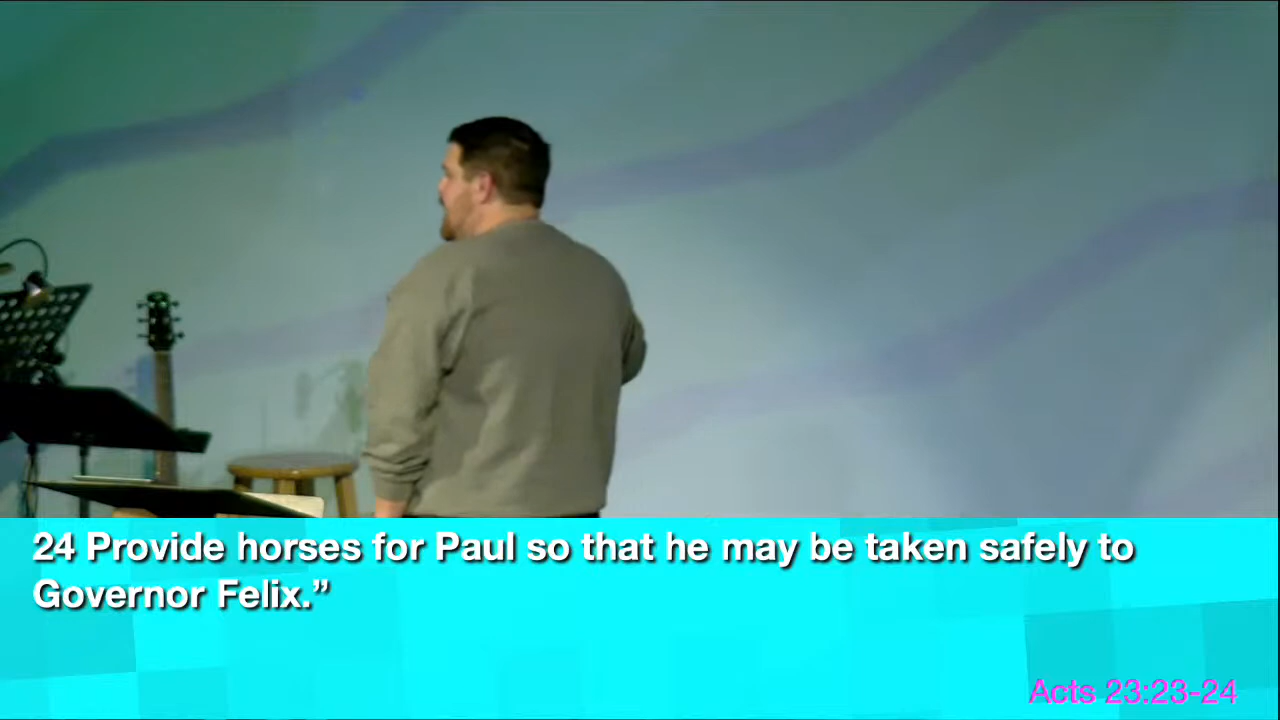 24 Provide horses for Paul so that he may be taken safely to
Governor Felix.”
Acts 23:23-24